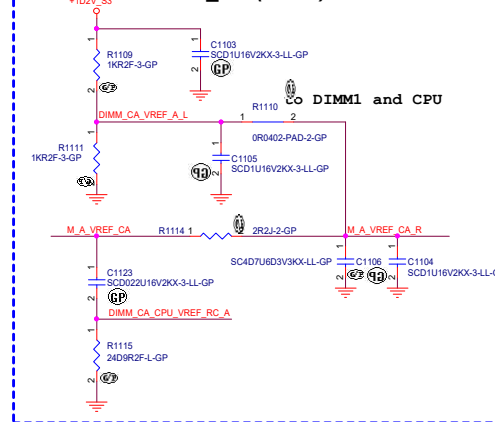 +1D2V_S3
1
R1109
1KR2F-3-GP
2
1
C1103
SCD1U16V2KX-3-LL-GP
2
GP
R1110
to DIMM1 and CPU
DIMM_CA_VREF_A_L
1
2
0R0402-PAD-2-GP
1
R1111
1KR2F-3-GP
2
1
C1105
SCD1U16V2KX-3-LL-GP
2
GP
M_A_VREF_CA
R1114
1
2
2R2J-2-GP
M_A_VREF_CA_R
1
C1123
SCD022U16V2KX-3-LL-GP
2
GP
1
SC4D7U6D3V3KX-LL-GP
C1106
2
1
C1104
SCD1U16V2KX-3-LL-G
2
GP
DIMM_CA_CPU_VREF_RC_A
1
R1115
24D9R2F-L-GP
2